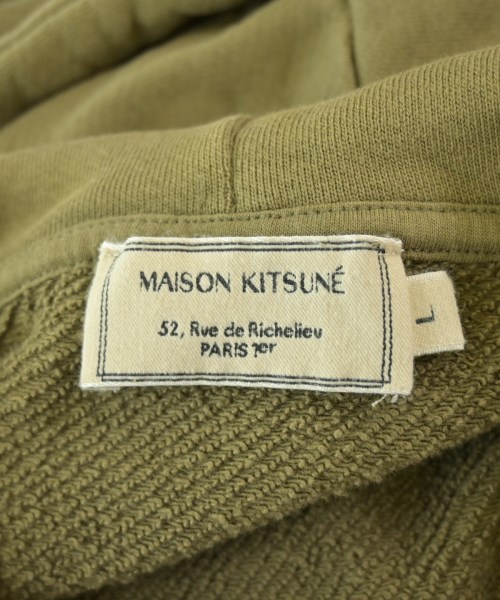 MAISON KITSUNÉ
52, Rue de Richelieu
PARIS 1er
L